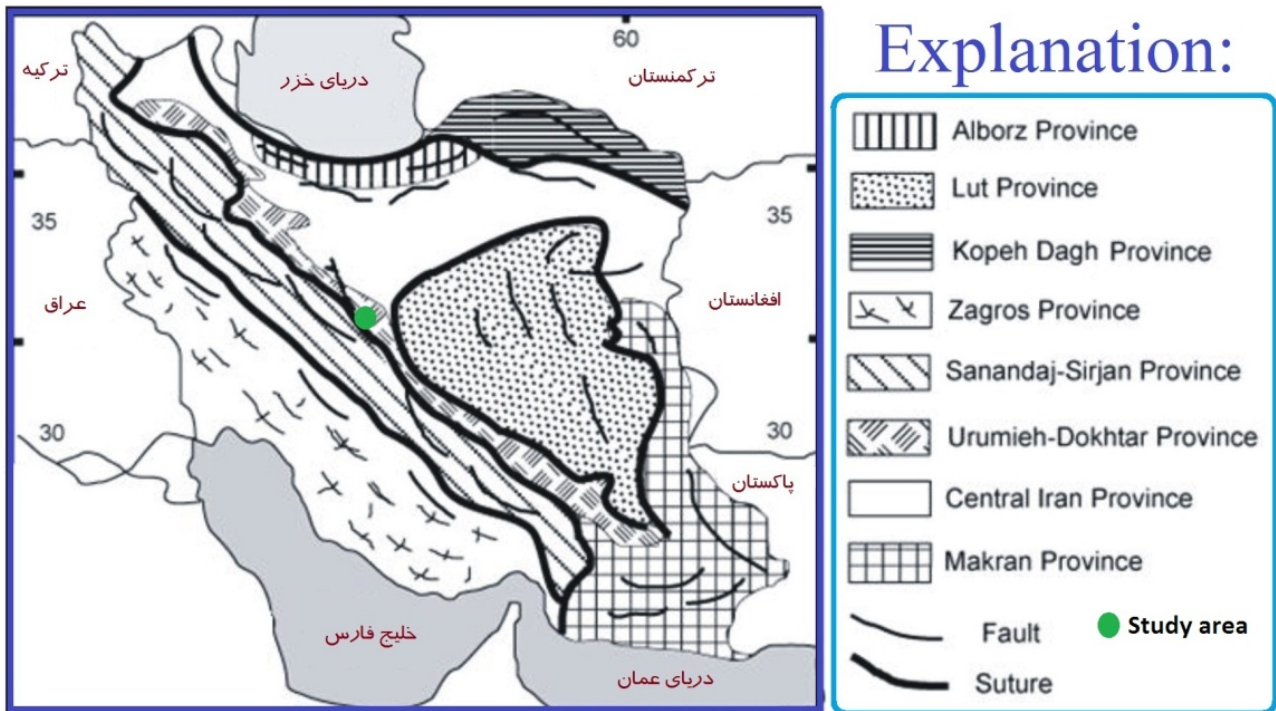 60
ترکیه
دریای خزر
ترکمنستان
35
35
عراق
افغانستان
30
30
پاکستان
خلیج فارس
دریای عمان
Explanation:
Alborz Province
Lut Province
Kopeh Dagh Province
Zagros Province
Sanandaj-Sirjan Province
Urumieh-Dokhtar Province
Central Iran Province
Makran Province
Fault
Study area
Suture